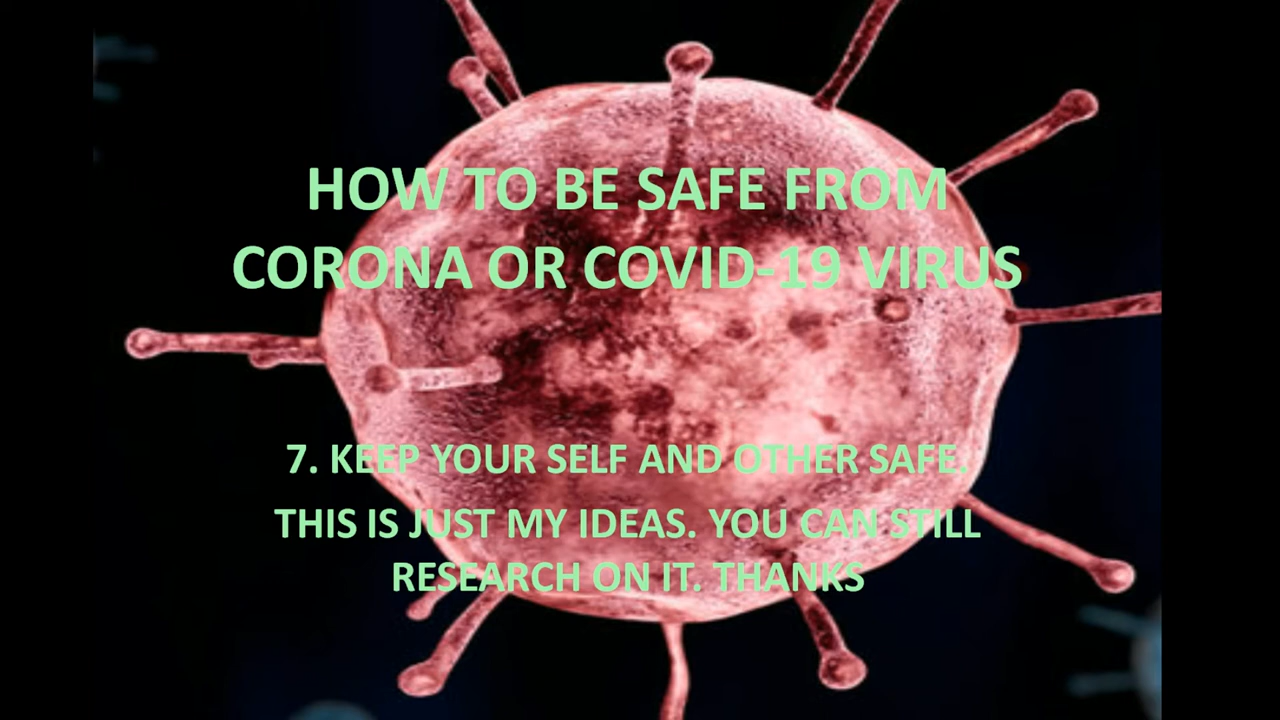 HOW TO BE SAFE FROM
CORONA OR COVID-19 VIRUS
7. KEEP YOUR SELF AND OTHER SAFE.
THIS IS JUST MY IDEAS. YOU CAN STILL
RESEARCH ON IT. THANKS